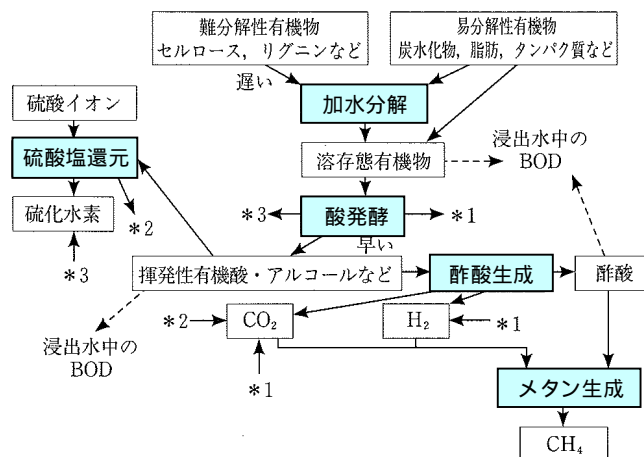 難分解性有機物
セルロース，リグニンなど
易分解性有機物
炭水化物，脂肪，タンパク質など
遅い
加水分解
硫酸イオン
硫酸塩還元
溶存態有機物
浸出水中の
BOD
硫化水素
＊2
＊3
酸発酵
＊1
早い
＊3
揮発性有機酸・アルコールなど
酢酸生成
酢酸
＊2
CO₂
H₂
＊1
浸出水中の
BOD
＊1
メタン生成
CH₄